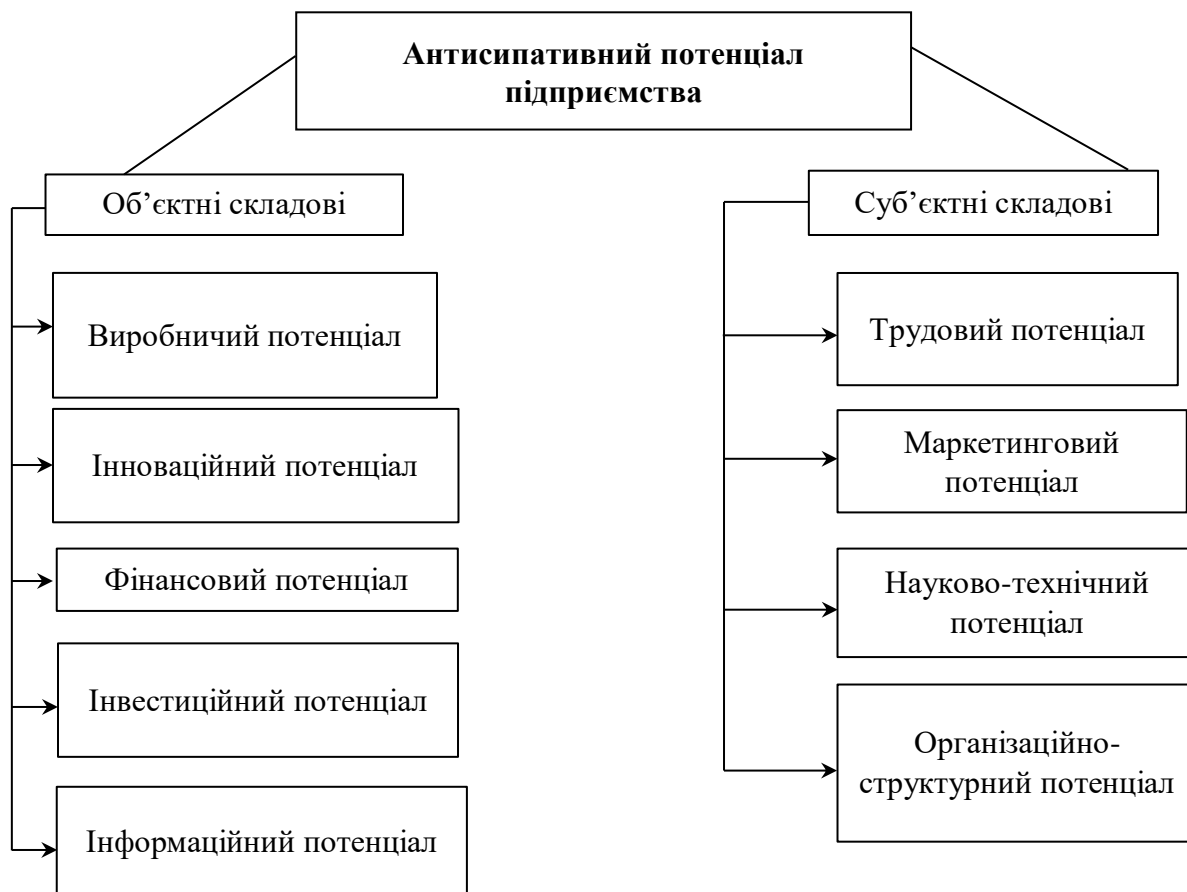 Антисипативний потенціал
підприємства
Об’єктні складові
Виробничий потенціал
Інноваційний потенціал
Фінансовий потенціал
Інвестиційний потенціал
Інформаційний потенціал
Суб’єктні складові
Трудовий потенціал
Маркетинговий
потенціал
Науково-технічний
потенціал
Організаційно-
структурний потенціал